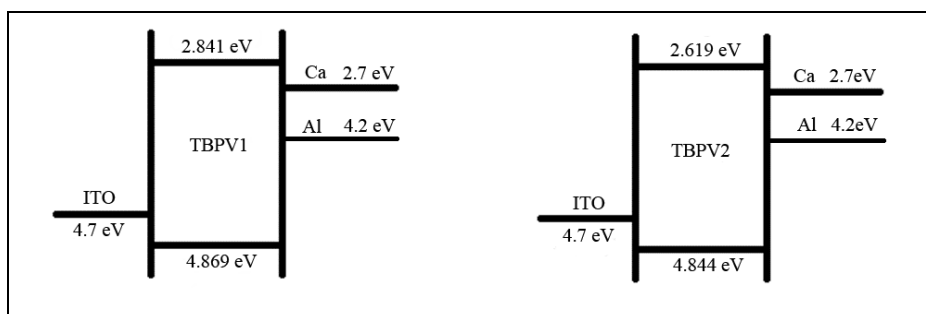 2.841 eV
Ca 2.7 eV
Al 4.2 eV
TBPV1
ITO
4.7 eV
4.869 eV
2.619 eV
Ca 2.7eV
Al 4.2eV
TBPV2
ITO
4.7 eV
4.844 eV